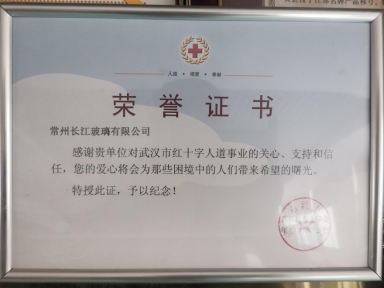 人道 • 博爱 • 奉献
荣誉证书
常州长江玻璃有限公司
感谢贵单位对武汉市红十字人道事业的关心、支持和信
任，您的爱心将会为那些困境中的人们带来希望的曙光。
特授此证，予以纪念！